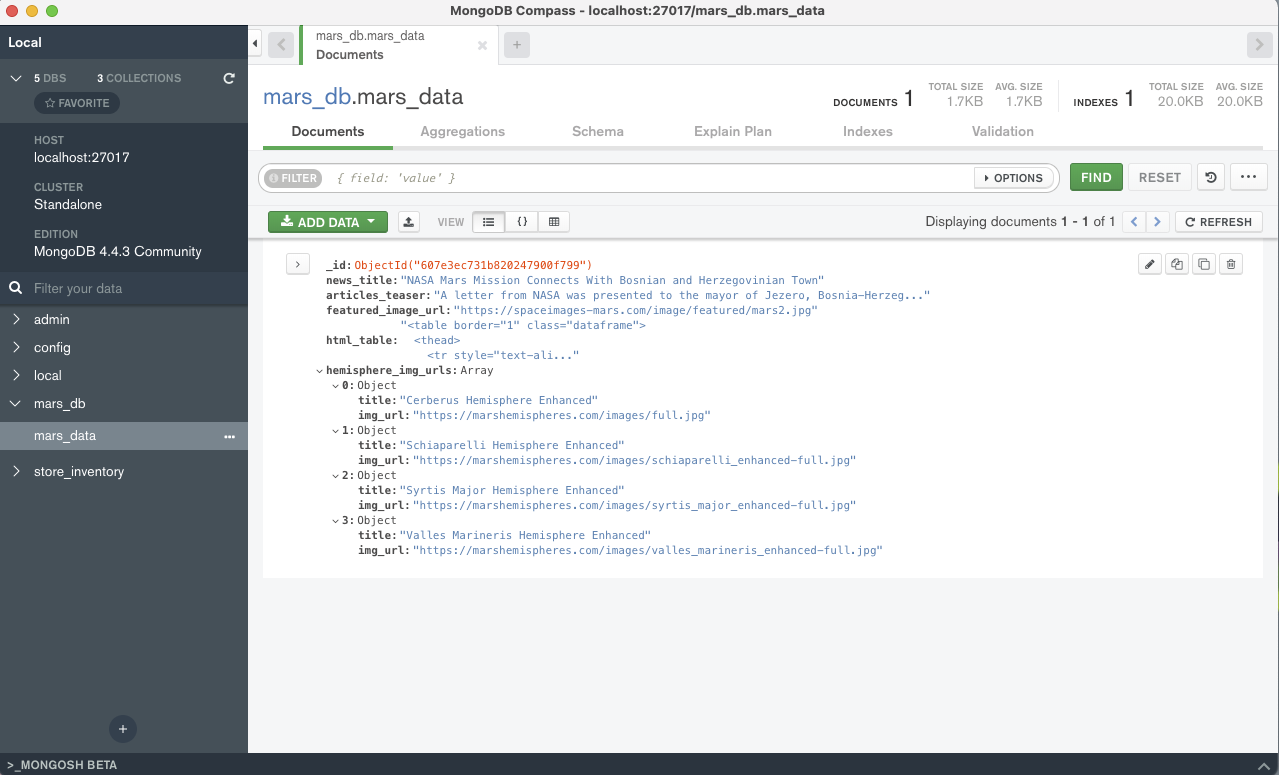 MongoDB Compass - localhost:27017/mars_db.mars_data
Local
5 DBS 3 COLLECTIONS
FAVORITE
HOST
localhost:27017
CLUSTER
Standalone
EDITION
MongoDB 4.4.3 Community
Filter your data
admin
config
local
mars_db
mars_data
store_inventory
>_MONGOSH BETA
mars_db.mars_data
Documents
mars_db.mars_data
DOCUMENTS 1 TOTAL SIZE 1.7KB AVG. SIZE 1.7KB INDEXES 1 TOTAL SIZE 20.0KB AVG. SIZE 20.0KB
Documents Aggregations Schema Explain Plan Indexes Validation
FILTER { field: 'value' } OPTIONS FIND RESET
ADD DATA VIEW {} Displaying documents 1 - 1 of 1 REFRESH
_id: ObjectId("607e3ec731b820247900f799")
news_title: "NASA Mars Mission Connects With Bosnian and Herzegovinian Town"
articles_teaser: "A letter from NASA was presented to the mayor of Jezero, Bosnia-Herzeg..."
featured_image_url: "https://spaceimages-mars.com/image/featured/mars2.jpg"
"<table border="1" class="dataframe">
html_table: <thead>
<tr style="text-ali..."
hemisphere_img_urls: Array
0: Object
title: "Cerberus Hemisphere Enhanced"
img_url: "https://marshemispheres.com/images/full.jpg"
1: Object
title: "Schiaparelli Hemisphere Enhanced"
img_url: "https://marshemispheres.com/images/schiaparelli_enhanced-full.jpg"
2: Object
title: "Syrtis Major Hemisphere Enhanced"
img_url: "https://marshemispheres.com/images/syrtis_major_enhanced-full.jpg"
3: Object
title: "Valles Marineris Hemisphere Enhanced"
img_url: "https://marshemispheres.com/images/valles_marineris_enhanced-full.jpg"